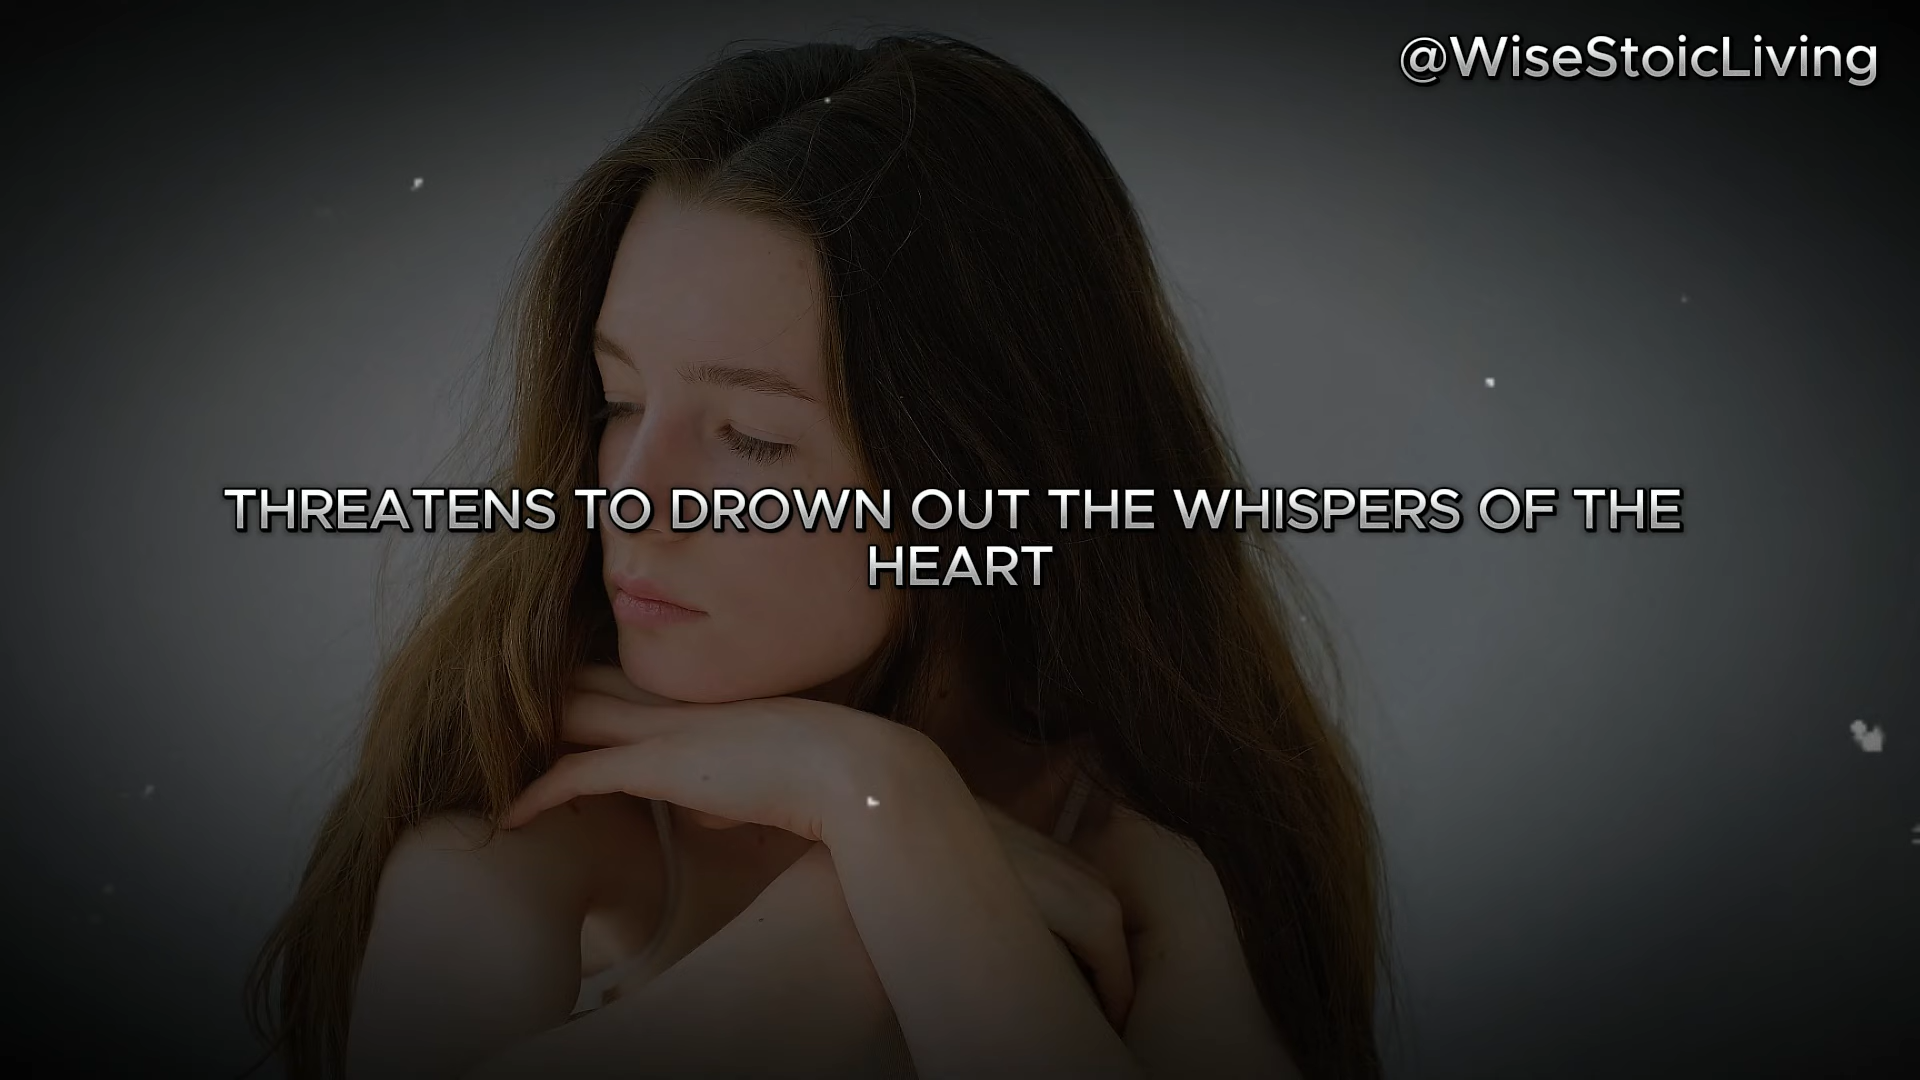 @WiseStoicLiving
THREATENS TO DROWN OUT THE WHISPERS OF THE
HEART